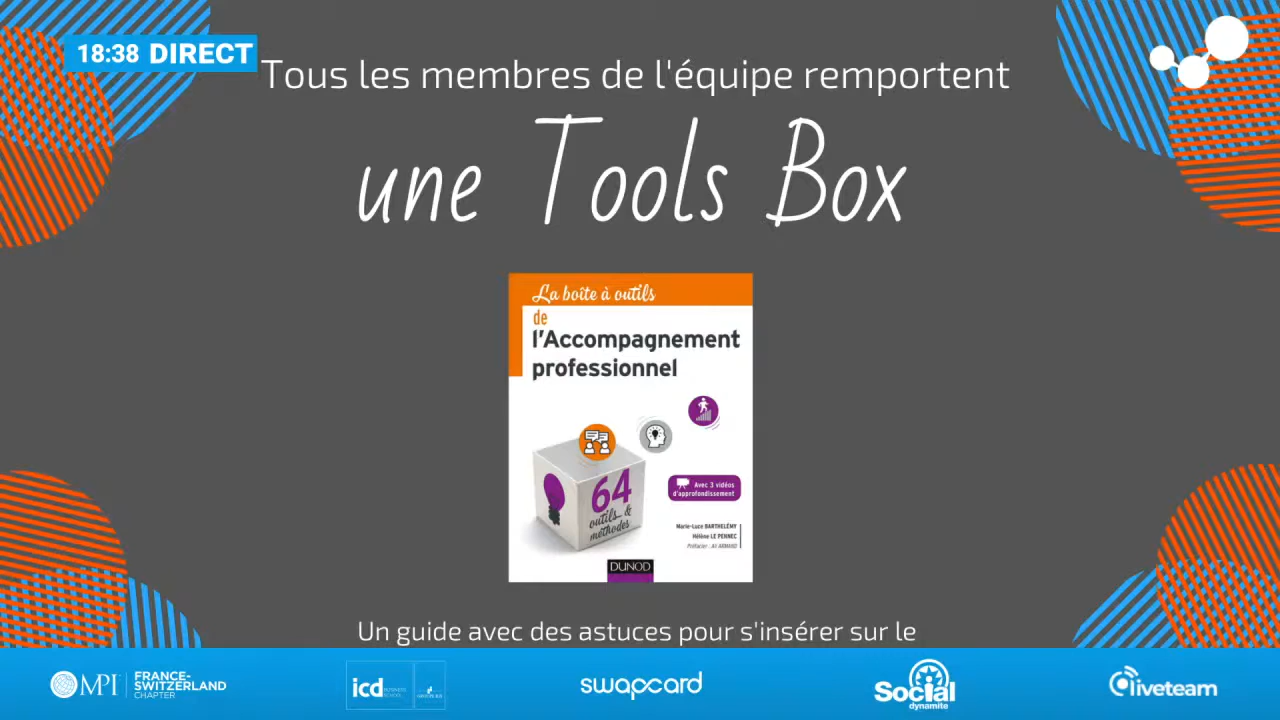 18:38 DIRECT
Tous les membres de l'équipe remportent
une Tools Box
La boîte à outils
de
l'Accompagnement
professionnel
64
outils &
méthodes
Avec 3 vidéos
d'approfondissement
Marie-Luce BARTHELÉMY
Hélène LE PENNEC
DUNOD
Un guide avec des astuces pour s'insérer sur le
MPI FRANCE-
SWITZERLAND
CHAPTER
icd BUSINESS
SCHOOL
swapcard
Social
dynamite
liveteam